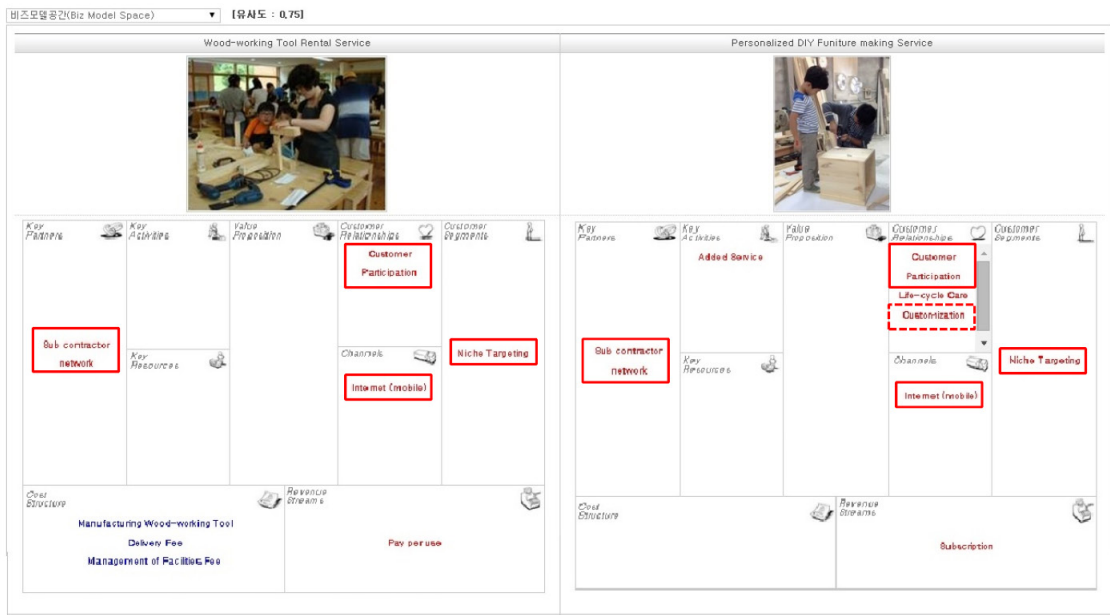 비즈모델공간(Biz Model Space) ▼ [유사도 : 0,75]
Wood-working Tool Rental Service
Key Partners
Key Activities
Value Proposition
Customer Relationships
Customer Segments
Customer
Participation
Sub contractor
network
Key Resources
Channels
Niche Targeting
Internet (mobile)
Cost Structure
Revenue Streams
Manufacturing Wood-working Tool
Delivery Fee
Management of Facilities Fee
Pay per use
Personalized DIY Funiture making Service
Key Partners
Key Activities
Value Proposition
Customer Relationships
Customer Segments
Added Service
Customer
Participation
Life-cycle Care
Customization
Sub contractor
network
Key Resources
Channels
Niche Targeting
Internet (mobile)
Cost Structure
Revenue Streams
Subscription